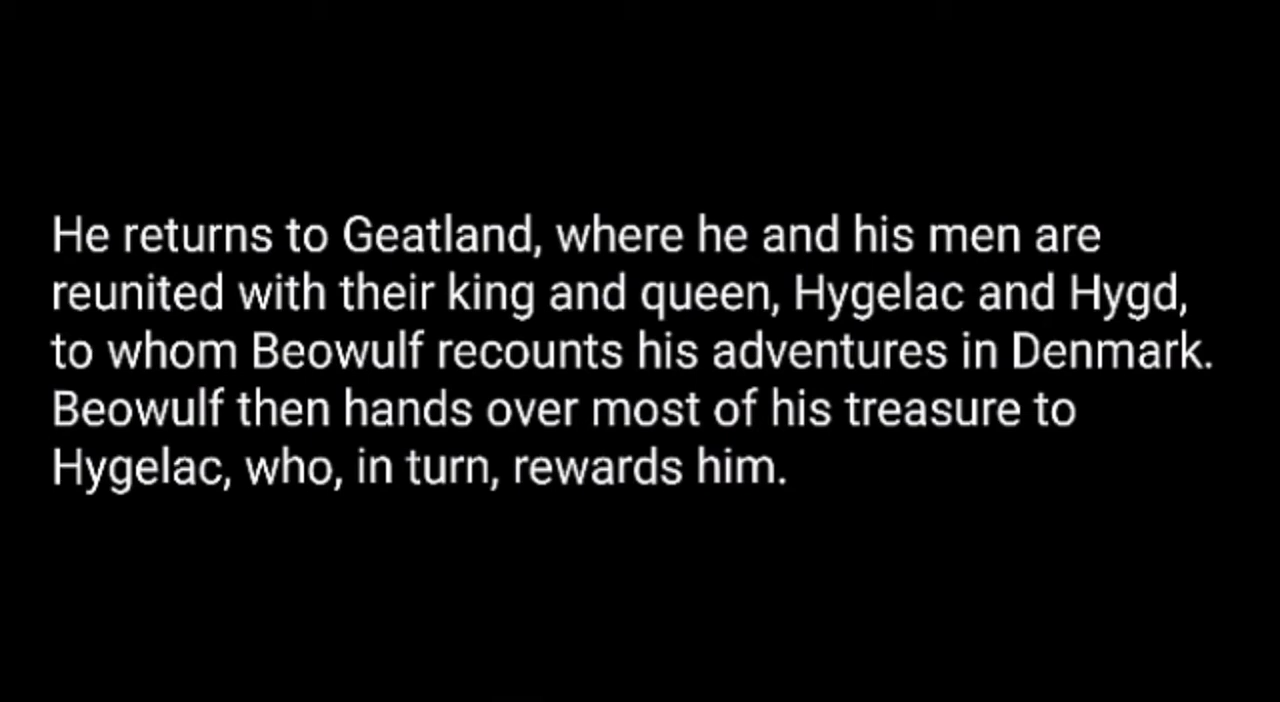 He returns to Geatland, where he and his men are
reunited with their king and queen, Hygelac and Hygd,
to whom Beowulf recounts his adventures in Denmark.
Beowulf then hands over most of his treasure to
Hygelac, who, in turn, rewards him.